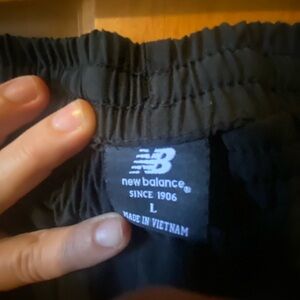 NB
new balance®
SINCE 1906
L
MADE IN VIETNAM